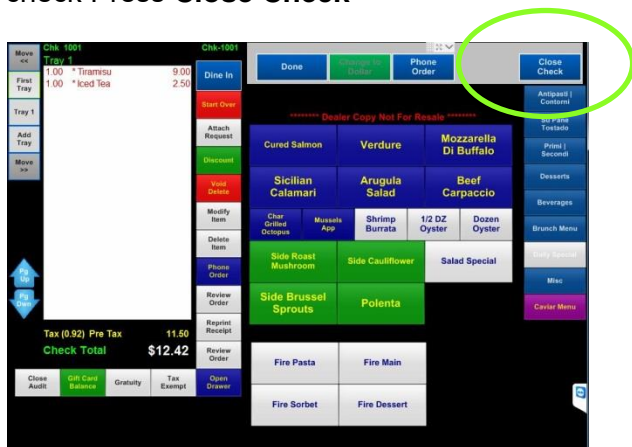 check Press Close Check
Move
<<
First
Tray
Tray 1
Add
Tray
Move
>>
Pg
Up
Pg
Dwn
Chk 1001
Chk-1001
Tray 1
1.00 * Tiramisu 9.00
1.00 * Iced Tea 2.50
Tax (0.92) Pre Tax 11.50
Check Total $12.42
Close
Audit
Gift Card
Balance
Gratuity
Tax
Exempt
Dine In
Start Over
Attach
Request
Discount
Void
Delete
Modify
Item
Delete
Item
Phone
Order
Review
Order
Reprint
Receipt
Review
Order
Open
Drawer
Done
Change to
Dollar
Phone
Order
Close
Check
******** Dealer Copy Not For Resale ********
Cured Salmon
Verdure
Mozzarella
Di Buffalo
Sicilian
Calamari
Arugula
Salad
Beef
Carpaccio
Char
Grilled
Octopus
Mussels
App
Shrimp
Burrata
1/2 DZ
Oyster
Dozen
Oyster
Side Roast
Mushroom
Side Cauliflower
Salad Special
Side Brussel
Sprouts
Polenta
Fire Pasta
Fire Main
Fire Sorbet
Fire Dessert
Antipasti |
Contorni
Su Pane
Tostado
Primi |
Secondi
Desserts
Beverages
Brunch Menu
Daily Special
Misc
Caviar Menu